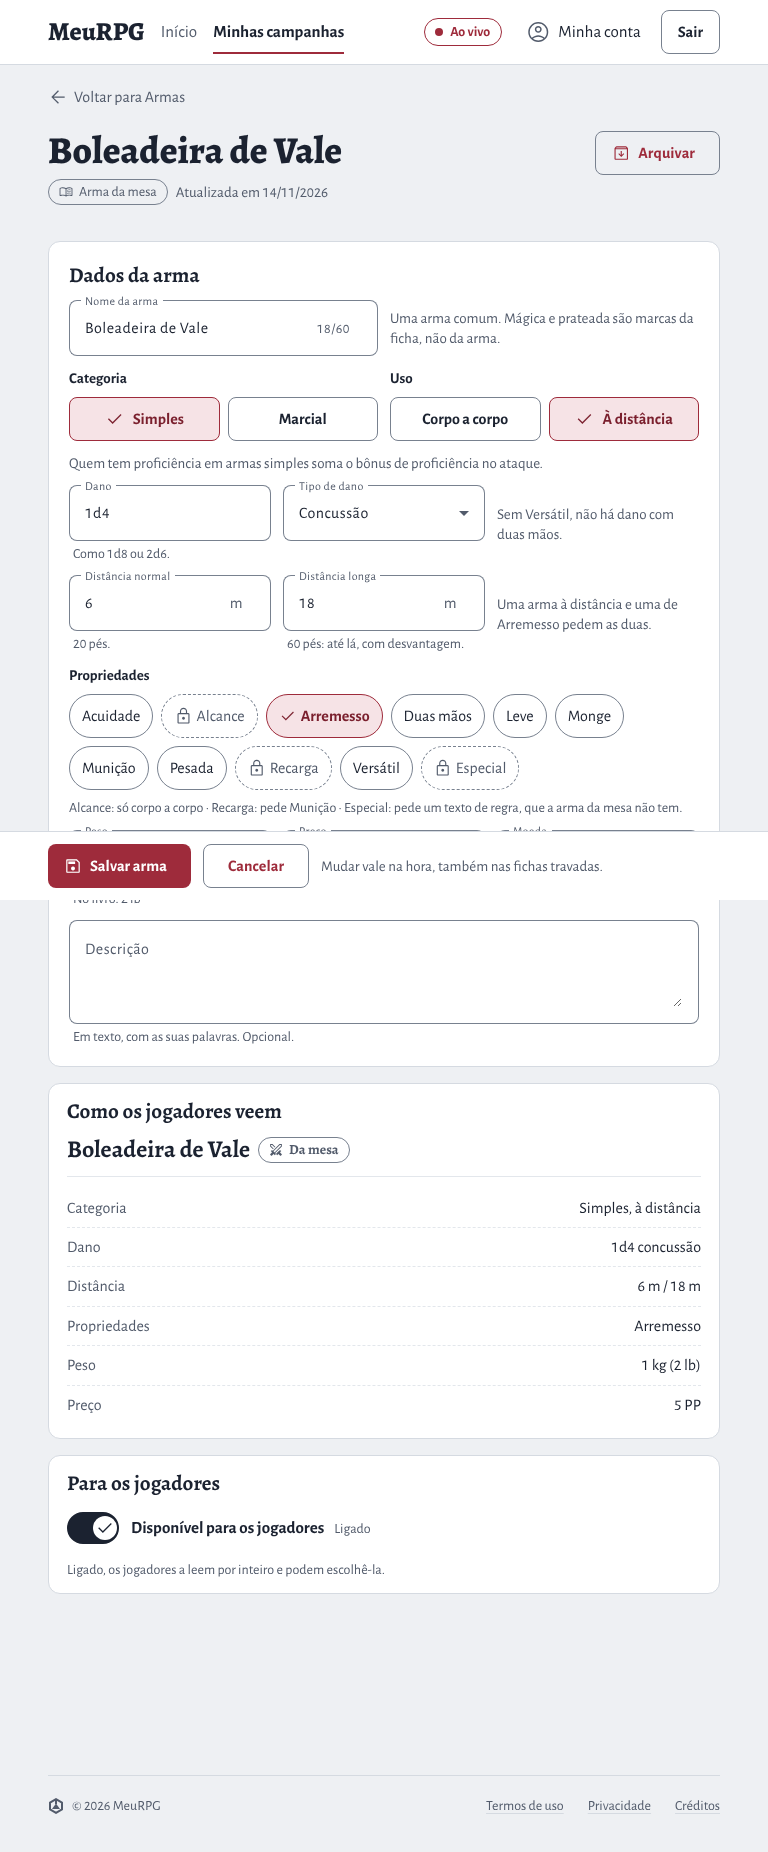 MeuRPG Início Minhas campanhas Ao vivo Minha conta Sair
Voltar para Armas
Boleadeira de Vale
Arquivar
Arma da mesa Atualizada em 14/11/2026
Dados da arma
Nome da arma
Boleadeira de Vale 18/60
Uma arma comum. Mágica e prateada são marcas da
ficha, não da arma.
Categoria Uso
Simples Marcial Corpo a corpo À distância
Quem tem proficiência em armas simples soma o bônus de proficiência no ataque.
Dano Tipo de dano
1d4 Concussão
Sem Versátil, não há dano com
duas mãos.
Como 1d8 ou 2d6.
Distância normal Distância longa
6 m 18 m
Uma arma à distância e uma de
Arremesso pedem as duas.
20 pés. 60 pés: até lá, com desvantagem.
Propriedades
Acuidade Alcance Arremesso Duas mãos Leve Monge
Munição Pesada Recarga Versátil Especial
Alcance: só corpo a corpo · Recarga: pede Munição · Especial: pede um texto de regra, que a arma da mesa não tem.
Peso Preço Moeda
Salvar arma Cancelar Mudar vale na hora, também nas fichas travadas.
No livro: 2 lb
Descrição
Em texto, com as suas palavras. Opcional.
Como os jogadores veem
Boleadeira de Vale Da mesa
Categoria Simples, à distância
Dano 1d4 concussão
Distância 6 m / 18 m
Propriedades Arremesso
Peso 1 kg (2 lb)
Preço 5 PP
Para os jogadores
Disponível para os jogadores Ligado
Ligado, os jogadores a leem por inteiro e podem escolhê-la.
© 2026 MeuRPG Termos de uso Privacidade Créditos